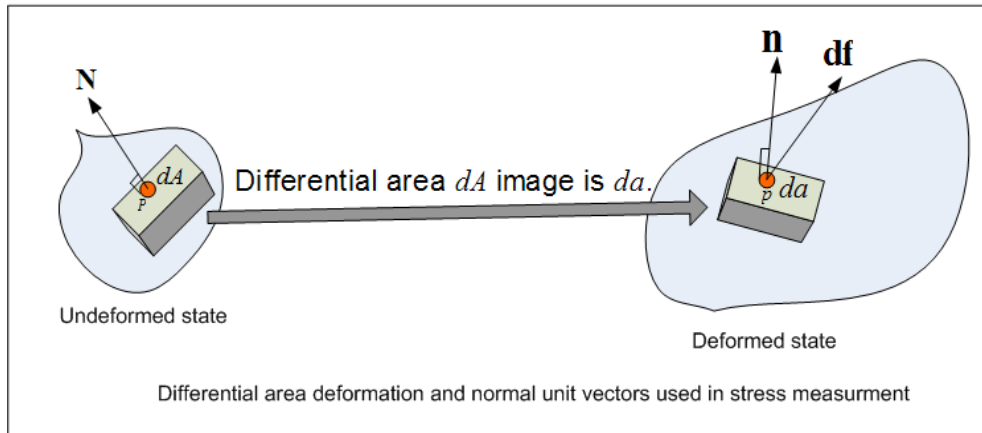 N
dA
P
Undeformed state
Differential area dA image is da.
n
df
da
p
Deformed state
Differential area deformation and normal unit vectors used in stress measurment